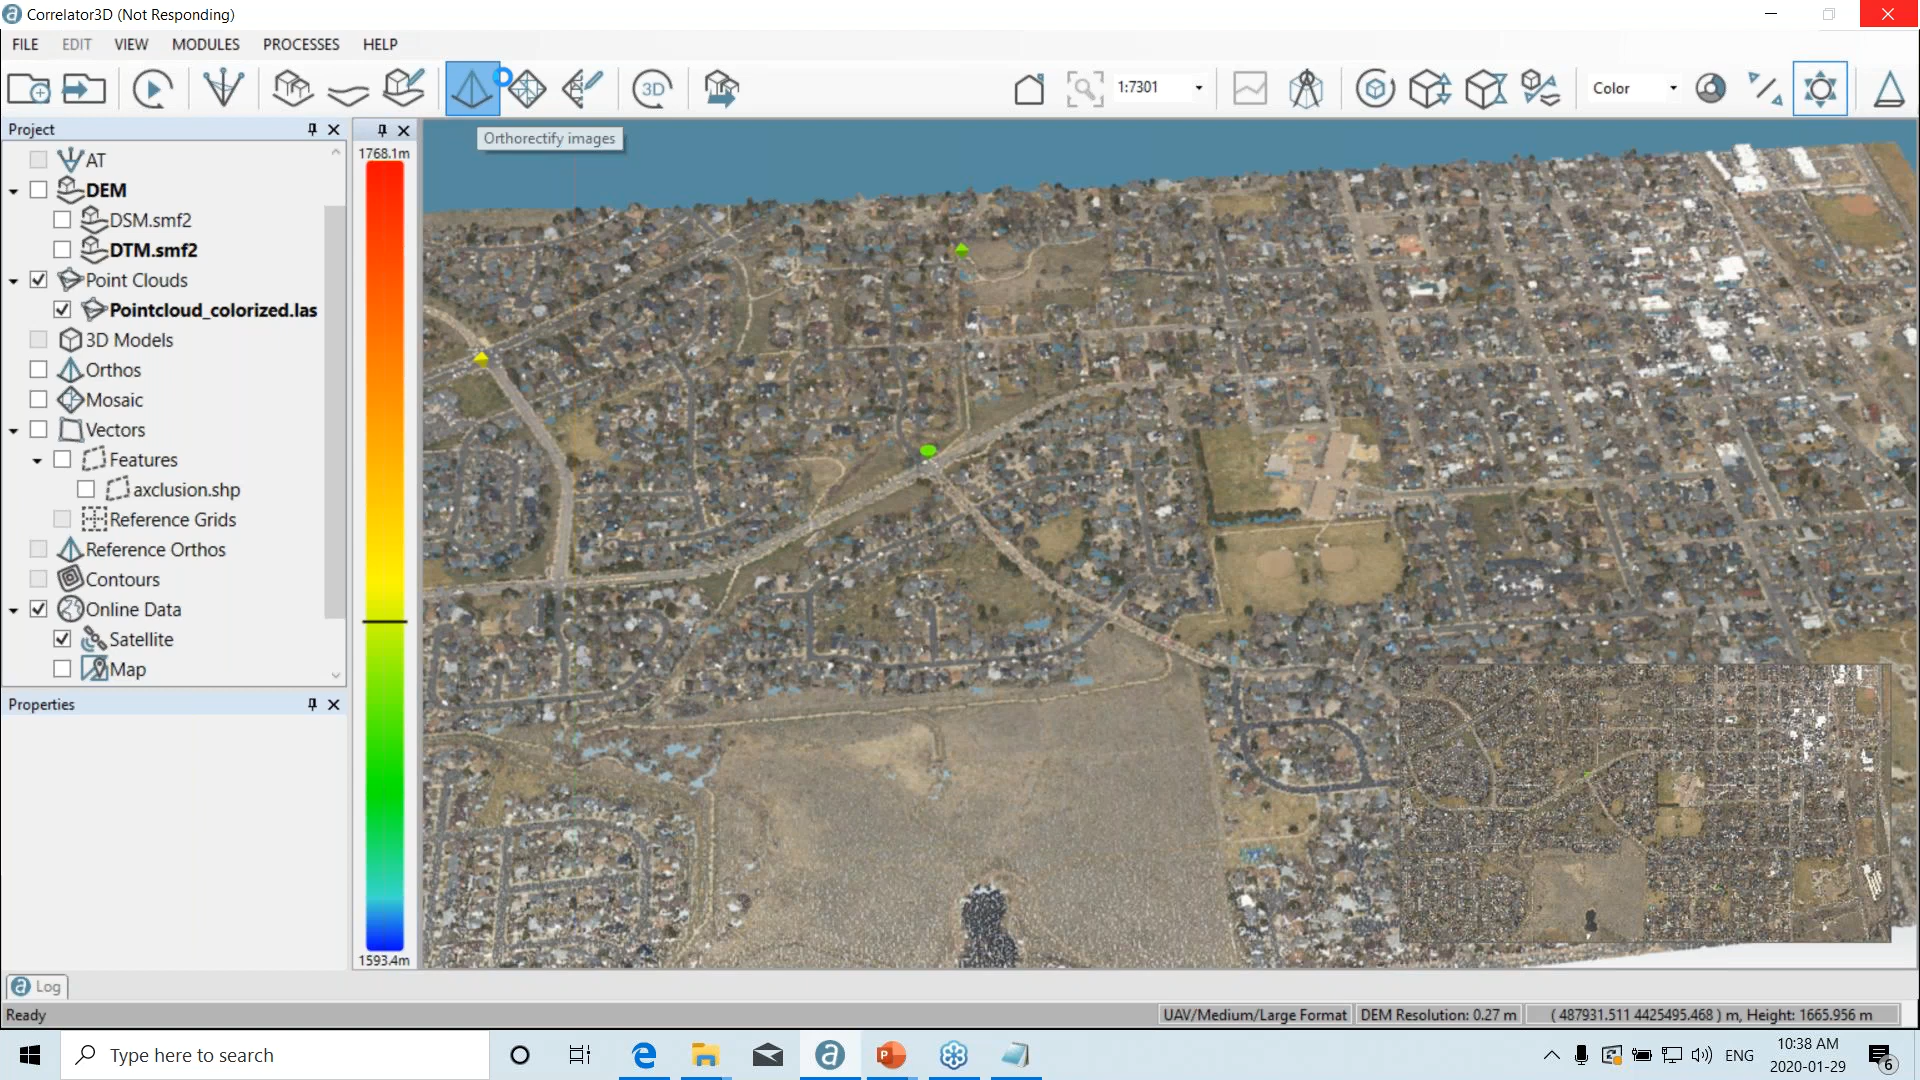 Correlator3D (Not Responding)
FILE EDIT VIEW MODULES PROCESSES HELP
3D
1:7301
Color
Orthorectify images
Project
AT
DEM
DSM.smf2
DTM.smf2
Point Clouds
Pointcloud_colorized.las
3D Models
Orthos
Mosaic
Vectors
Features
axclusion.shp
Reference Grids
Reference Orthos
Contours
Online Data
Satellite
Map
Properties
1768.1m
1593.4m
Log
Ready
UAV/Medium/Large Format
DEM Resolution: 0.27 m
( 487931.511 4425495.468 ) m, Height: 1665.956 m
Type here to search
ENG
10:38 AM
2020-01-29
6